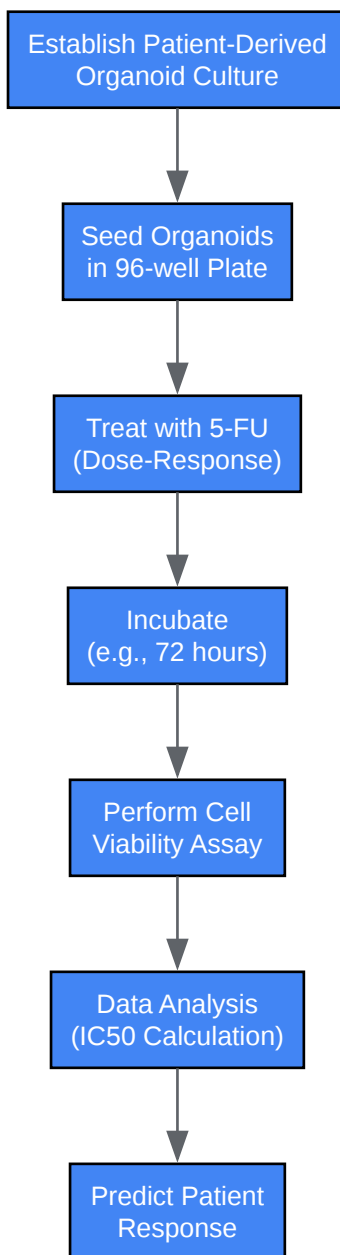 Establish Patient-Derived
Organoid Culture
Seed Organoids
in 96-well Plate
Treat with 5-FU
(Dose-Response)
Incubate
(e.g., 72 hours)
Perform Cell
Viability Assay
Data Analysis
(IC50 Calculation)
Predict Patient
Response